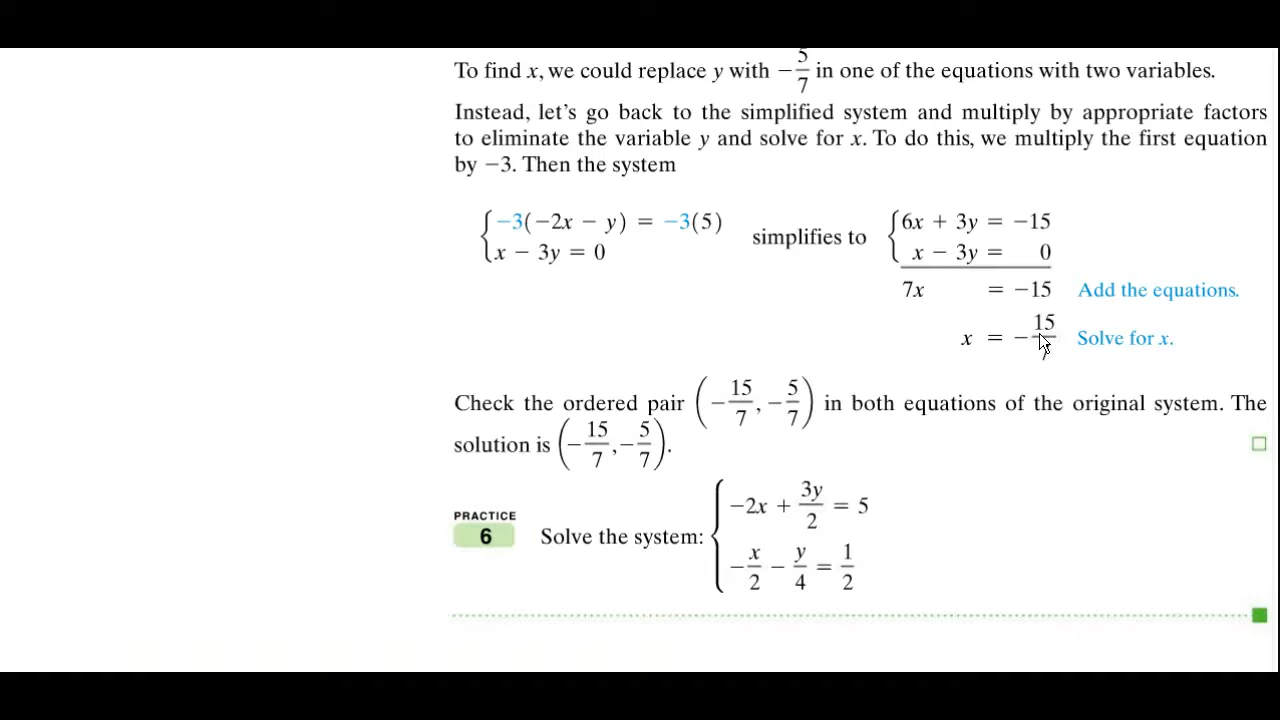 To find x, we could replace y with −5/7 in one of the equations with two variables.
Instead, let's go back to the simplified system and multiply by appropriate factors
to eliminate the variable y and solve for x. To do this, we multiply the first equation
by −3. Then the system
{ −3(−2x − y) = −3(5)
x − 3y = 0
simplifies to
{ 6x + 3y = −15
x − 3y = 0
7x = −15 Add the equations.
x = −15/7 Solve for x.
Check the ordered pair (−15/7, −5/7) in both equations of the original system. The
solution is (−15/7, −5/7).
PRACTICE
6 Solve the system:
{ −2x + 3y/2 = 5
−x/2 − y/4 = 1/2